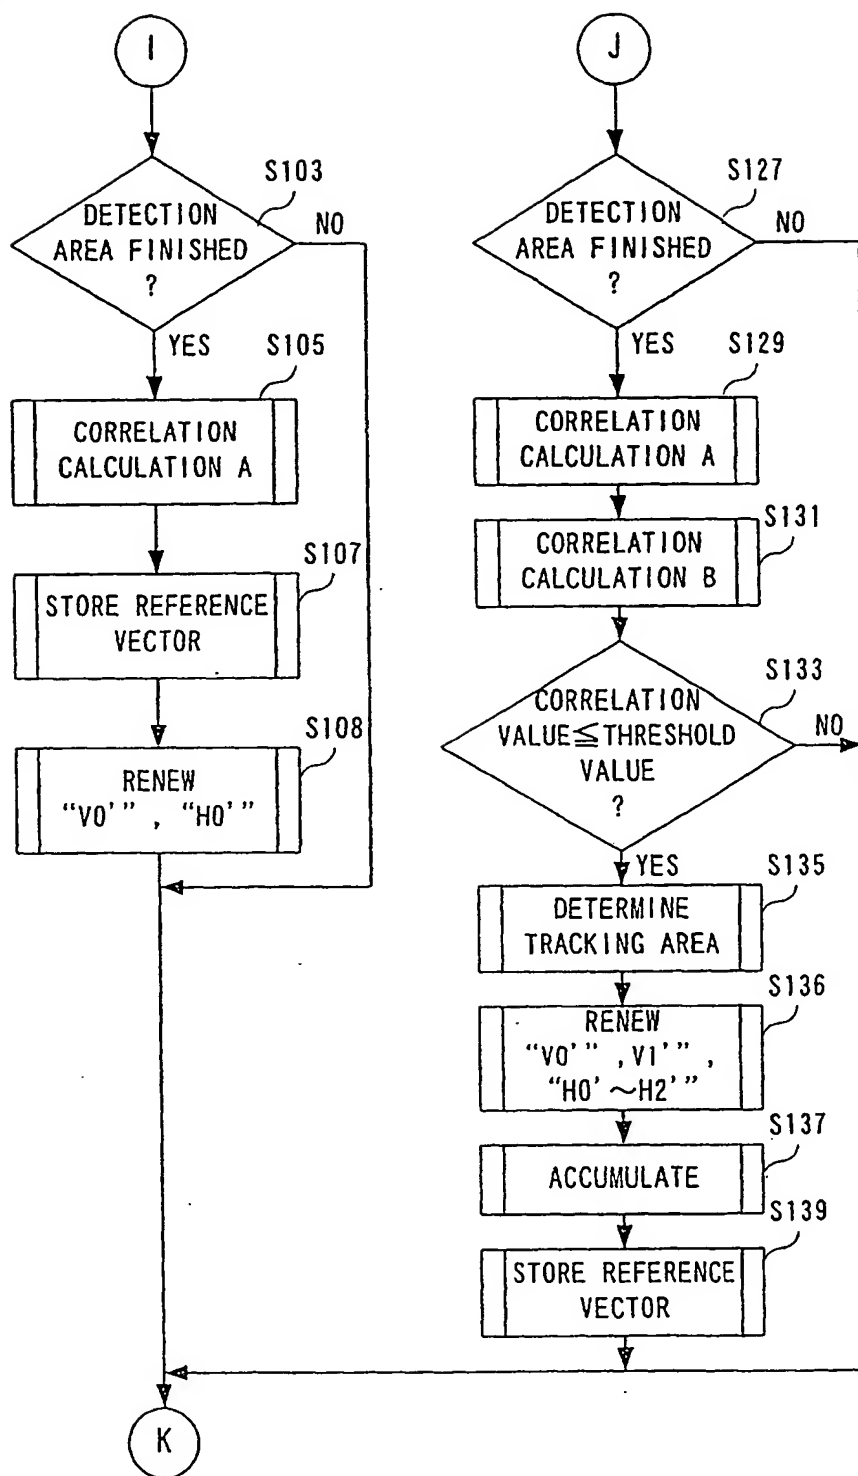 I
S103
DETECTION
AREA FINISHED
?
NO
YES
S105
CORRELATION
CALCULATION A
S107
STORE REFERENCE
VECTOR
S108
RENEW
“V0'” , “H0'”
J
S127
DETECTION
AREA FINISHED
?
NO
YES
S129
CORRELATION
CALCULATION A
S131
CORRELATION
CALCULATION B
S133
CORRELATION
VALUE≦THRESHOLD
VALUE
?
NO
YES
S135
DETERMINE
TRACKING AREA
S136
RENEW
“V0'” ,V1'” ,
“H0' ~H2'”
S137
ACCUMULATE
S139
STORE REFERENCE
VECTOR
K